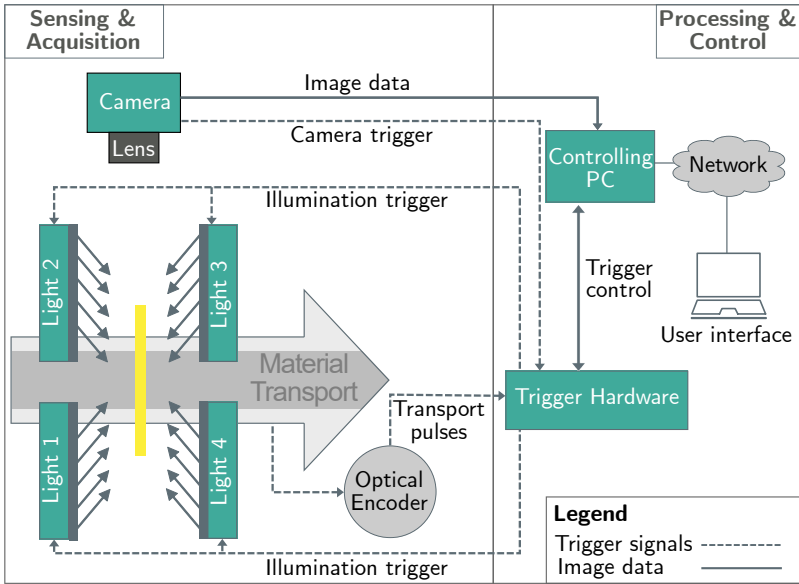 Sensing &
Acquisition
Processing &
Control
Camera
Lens
Image data
Camera trigger
Controlling
PC
Network
Illumination trigger
Light 2
Light 3
Trigger
control
User interface
Material
Transport
Trigger Hardware
Transport
pulses
Light 1
Light 4
Optical
Encoder
Illumination trigger
Legend
Trigger signals
Image data